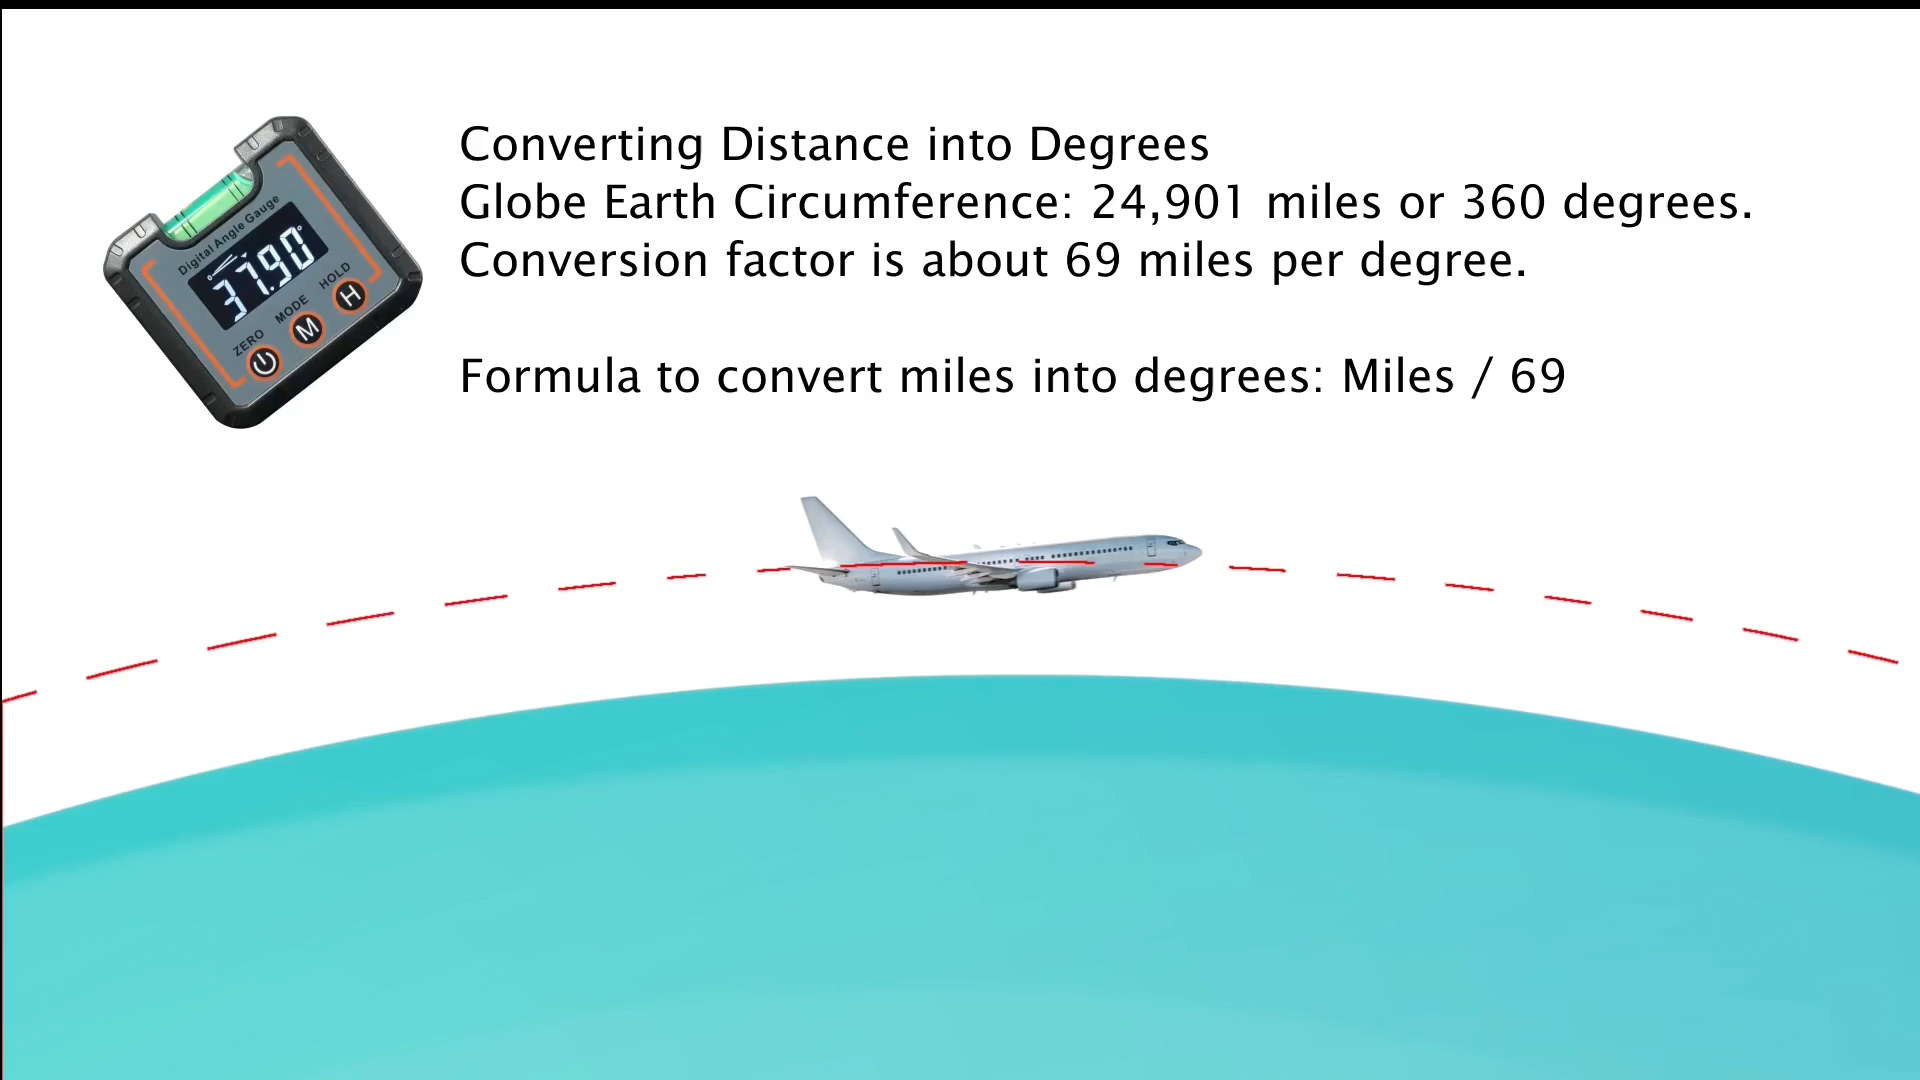 Converting Distance into Degrees
Globe Earth Circumference: 24,901 miles or 360 degrees.
Conversion factor is about 69 miles per degree.
Formula to convert miles into degrees: Miles / 69
Digital Angle Gauge
37.90°
ZERO MODE HOLD
M H